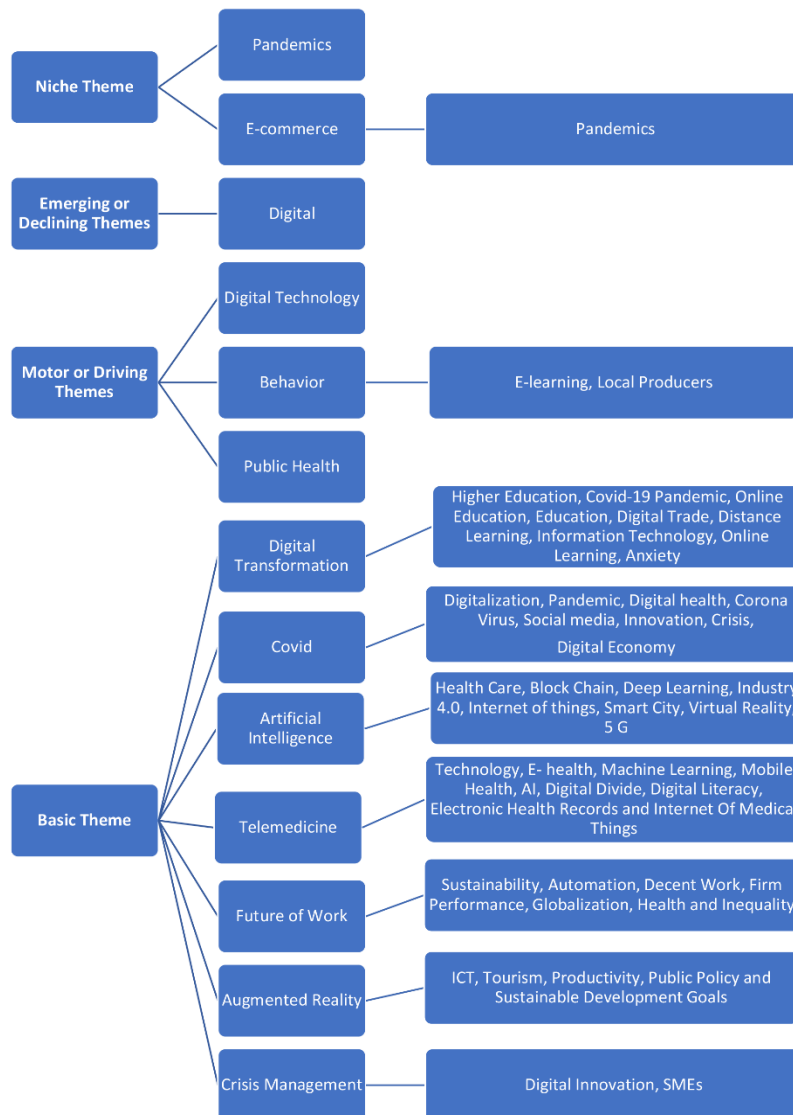 Niche Theme
Pandemics
E-commerce
Pandemics
Emerging or
Declining Themes
Digital
Motor or Driving
Themes
Digital Technology
Behavior
E-learning, Local Producers
Public Health
Basic Theme
Digital
Transformation
Higher Education, Covid-19 Pandemic, Online
Education, Education, Digital Trade, Distance
Learning, Information Technology, Online
Learning, Anxiety
Covid
Digitalization, Pandemic, Digital health, Corona
Virus, Social media, Innovation, Crisis,
Digital Economy
Artificial
Intelligence
Health Care, Block Chain, Deep Learning, Industry
4.0, Internet of things, Smart City, Virtual Reality,
5 G
Telemedicine
Technology, E- health, Machine Learning, Mobile
Health, AI, Digital Divide, Digital Literacy,
Electronic Health Records and Internet Of Medical
Things
Future of Work
Sustainability, Automation, Decent Work, Firm
Performance, Globalization, Health and Inequality
Augmented Reality
ICT, Tourism, Productivity, Public Policy and
Sustainable Development Goals
Crisis Management
Digital Innovation, SMEs